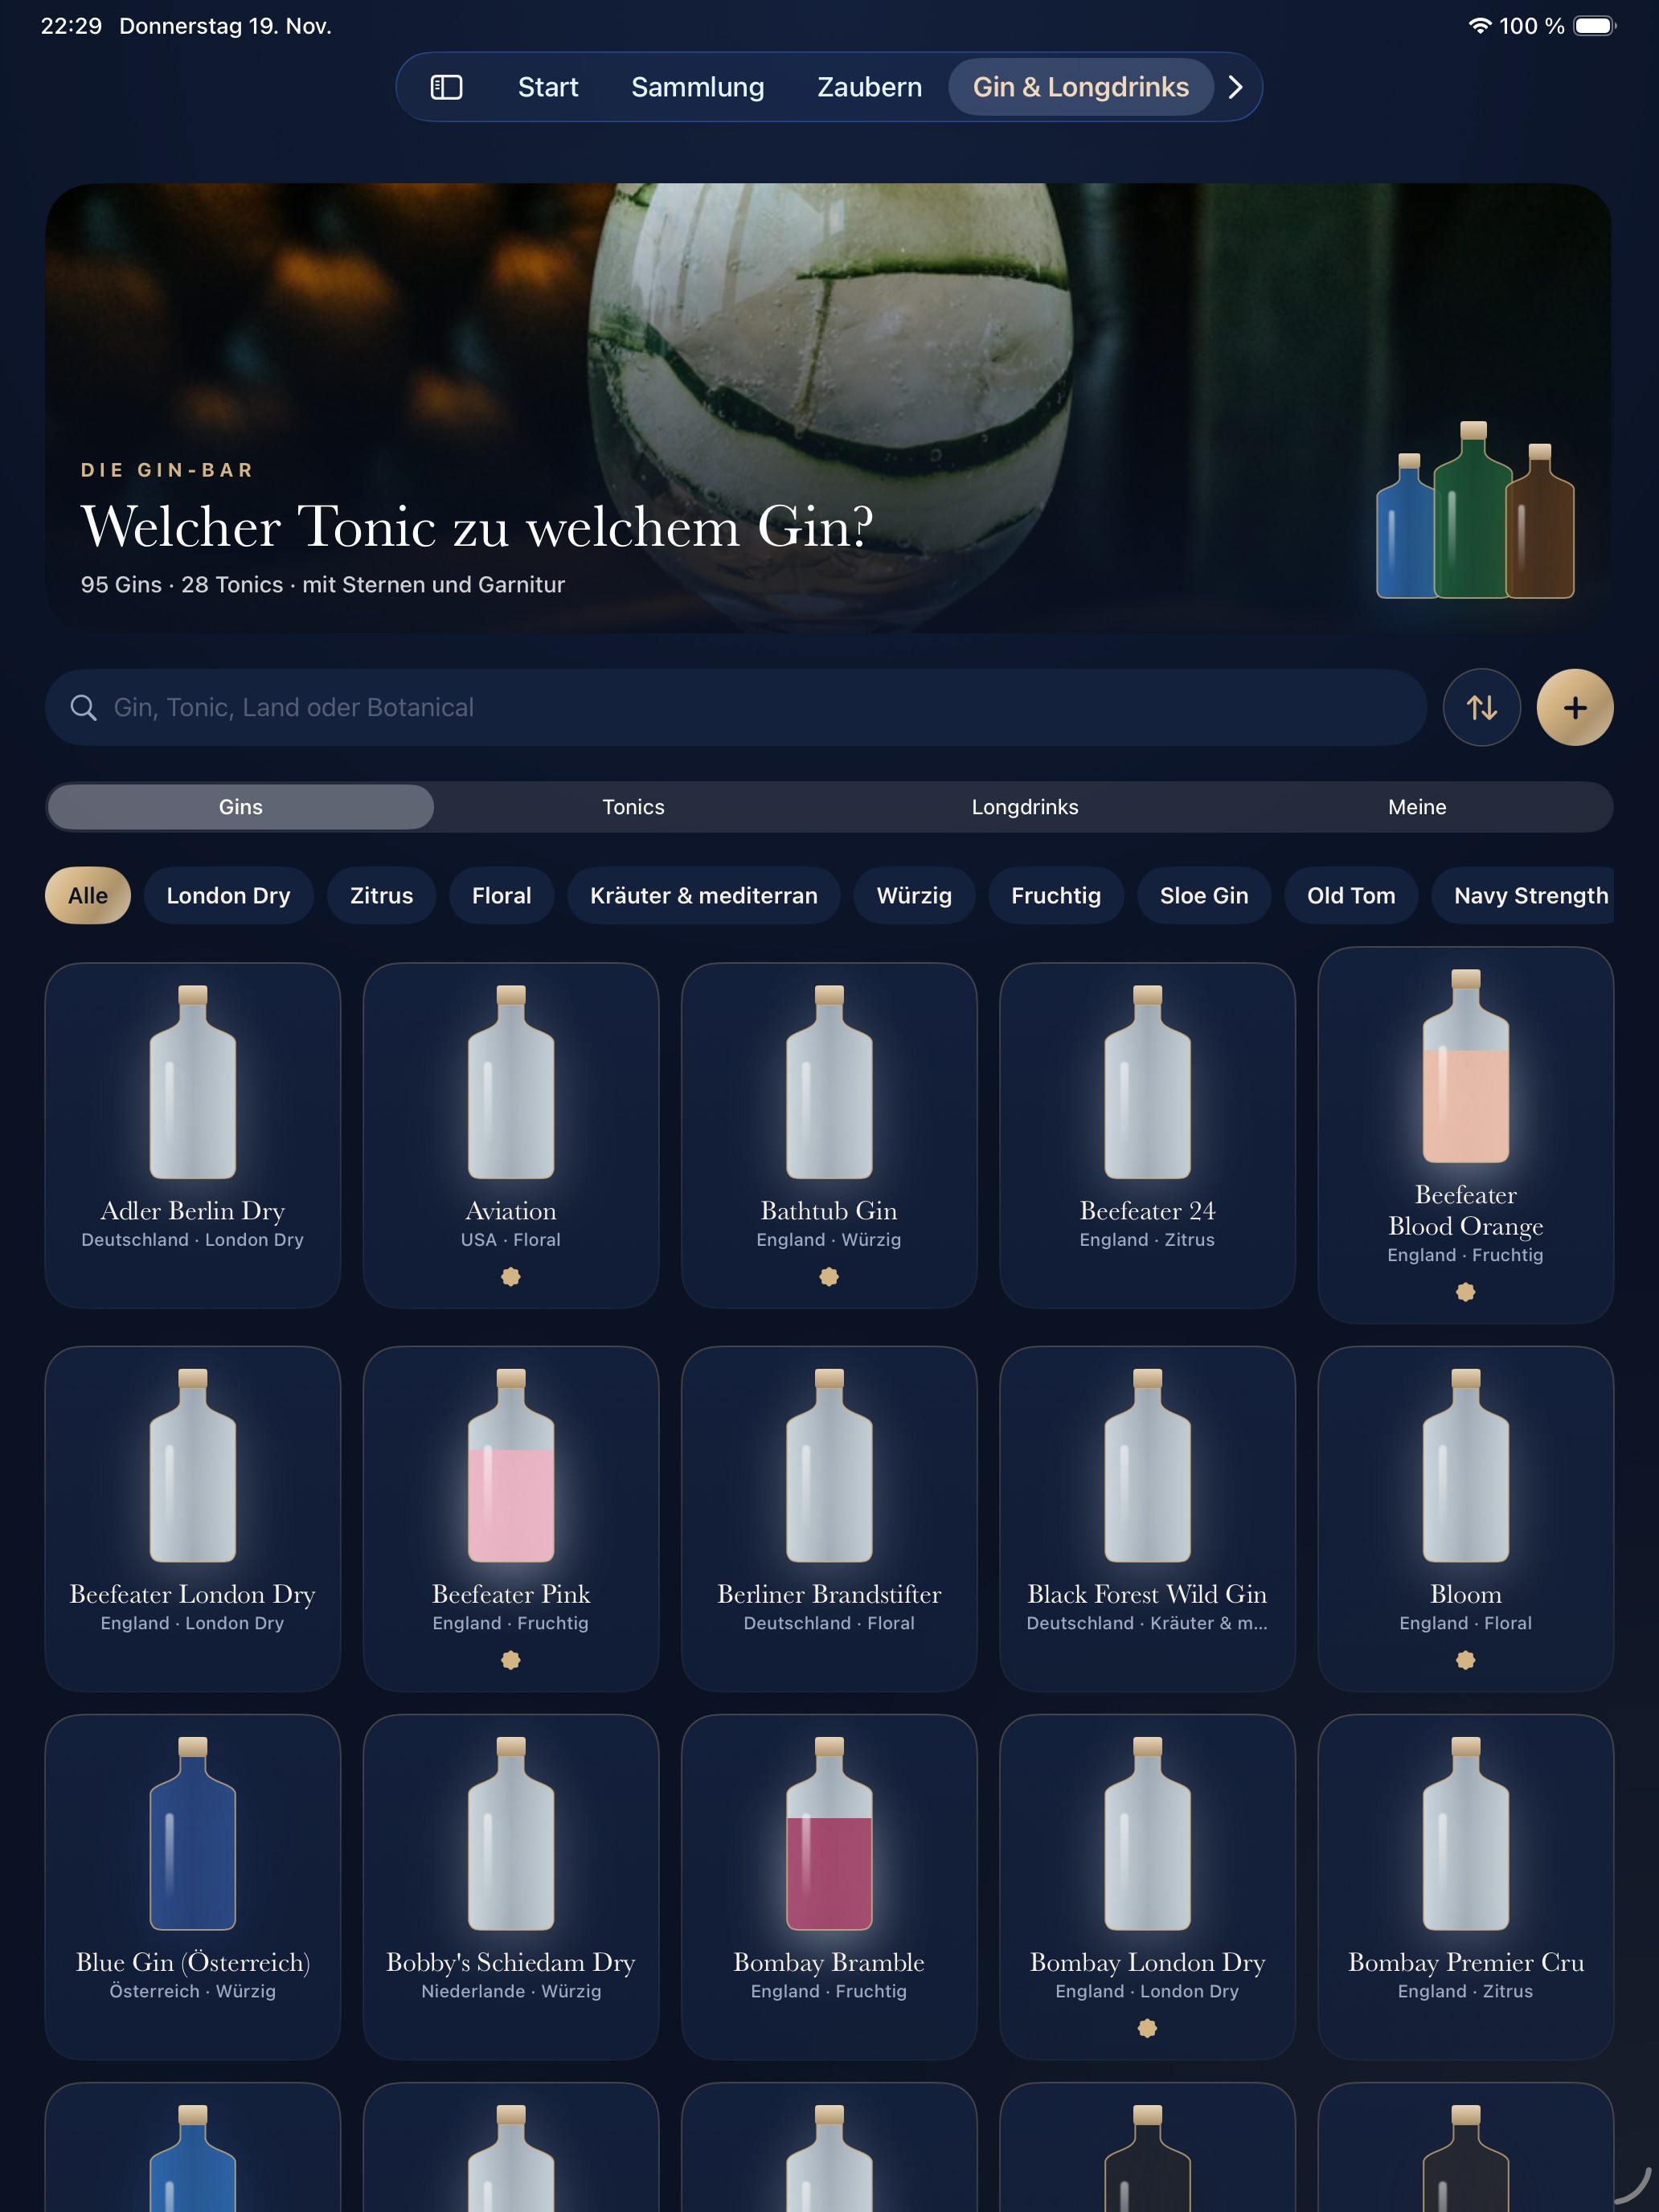 22:29 Donnerstag 19. Nov.
100 %
Start
Sammlung
Zaubern
Gin & Longdrinks
DIE GIN-BAR
Welcher Tonic zu welchem Gin?
95 Gins · 28 Tonics · mit Sternen und Garnitur
Gin, Tonic, Land oder Botanical
Gins
Tonics
Longdrinks
Meine
Alle
London Dry
Zitrus
Floral
Kräuter & mediterran
Würzig
Fruchtig
Sloe Gin
Old Tom
Navy Strength
Adler Berlin Dry
Deutschland · London Dry
Aviation
USA · Floral
Bathtub Gin
England · Würzig
Beefeater 24
England · Zitrus
Beefeater
Blood Orange
England · Fruchtig
Beefeater London Dry
England · London Dry
Beefeater Pink
England · Fruchtig
Berliner Brandstifter
Deutschland · Floral
Black Forest Wild Gin
Deutschland · Kräuter & m...
Bloom
England · Floral
Blue Gin (Österreich)
Österreich · Würzig
Bobby's Schiedam Dry
Niederlande · Würzig
Bombay Bramble
England · Fruchtig
Bombay London Dry
England · London Dry
Bombay Premier Cru
England · Zitrus